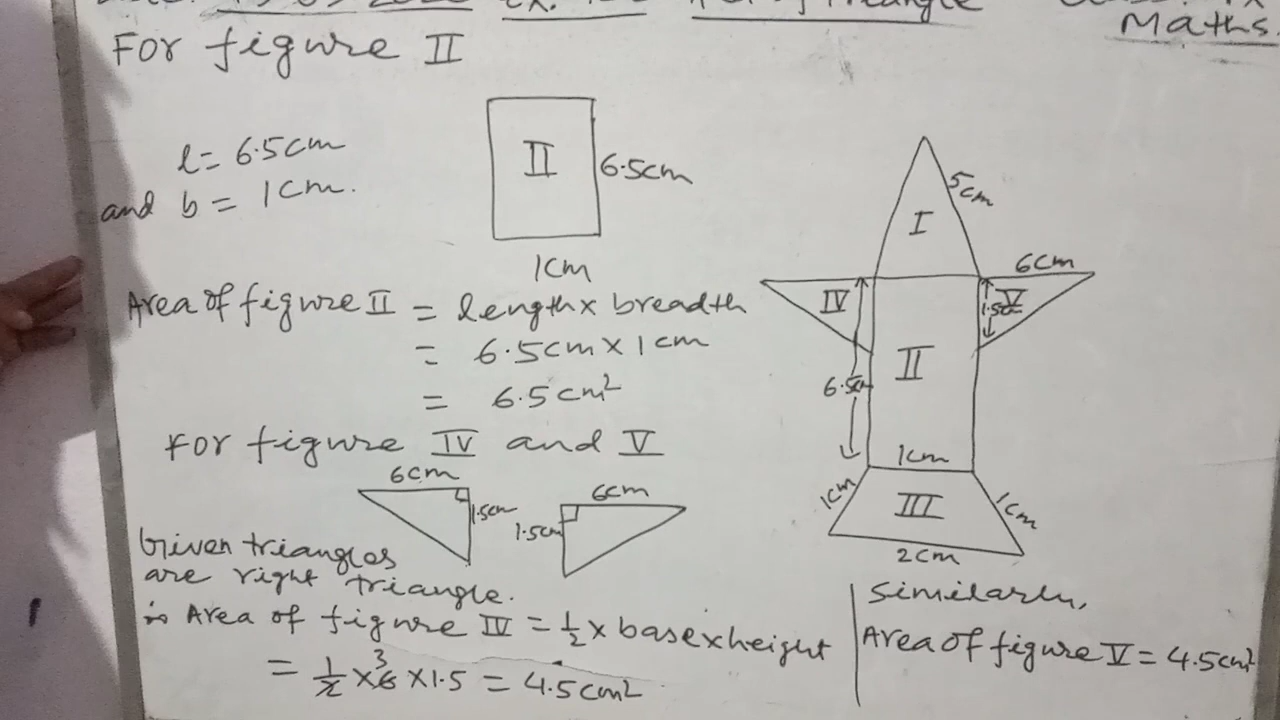 Triangle
Maths.
For figure II
l = 6.5cm
and b = 1cm.
II
6.5cm
1cm
Area of figure II = length x breadth
= 6.5cm x 1cm
= 6.5cm²
For figure IV and V
6cm
1.5cm
6cm
1.5cm
Given triangles
are right triangle.
∴ Area of figure IV = 1/2 x base x height
= 1/2 x 6 3 x 1.5 = 4.5cm²
I
5cm
6cm
IV
V
1.5c
II
6.5cm
1cm
1cm
III
1cm
2cm
Similarly,
Area of figure V = 4.5cm²